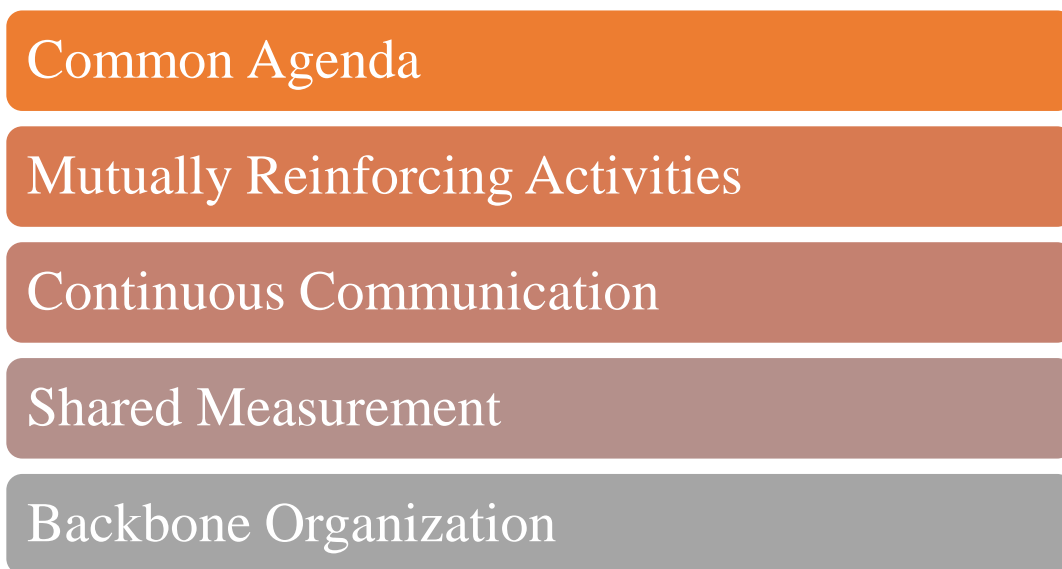 Common Agenda
Mutually Reinforcing Activities
Continuous Communication
Shared Measurement
Backbone Organization